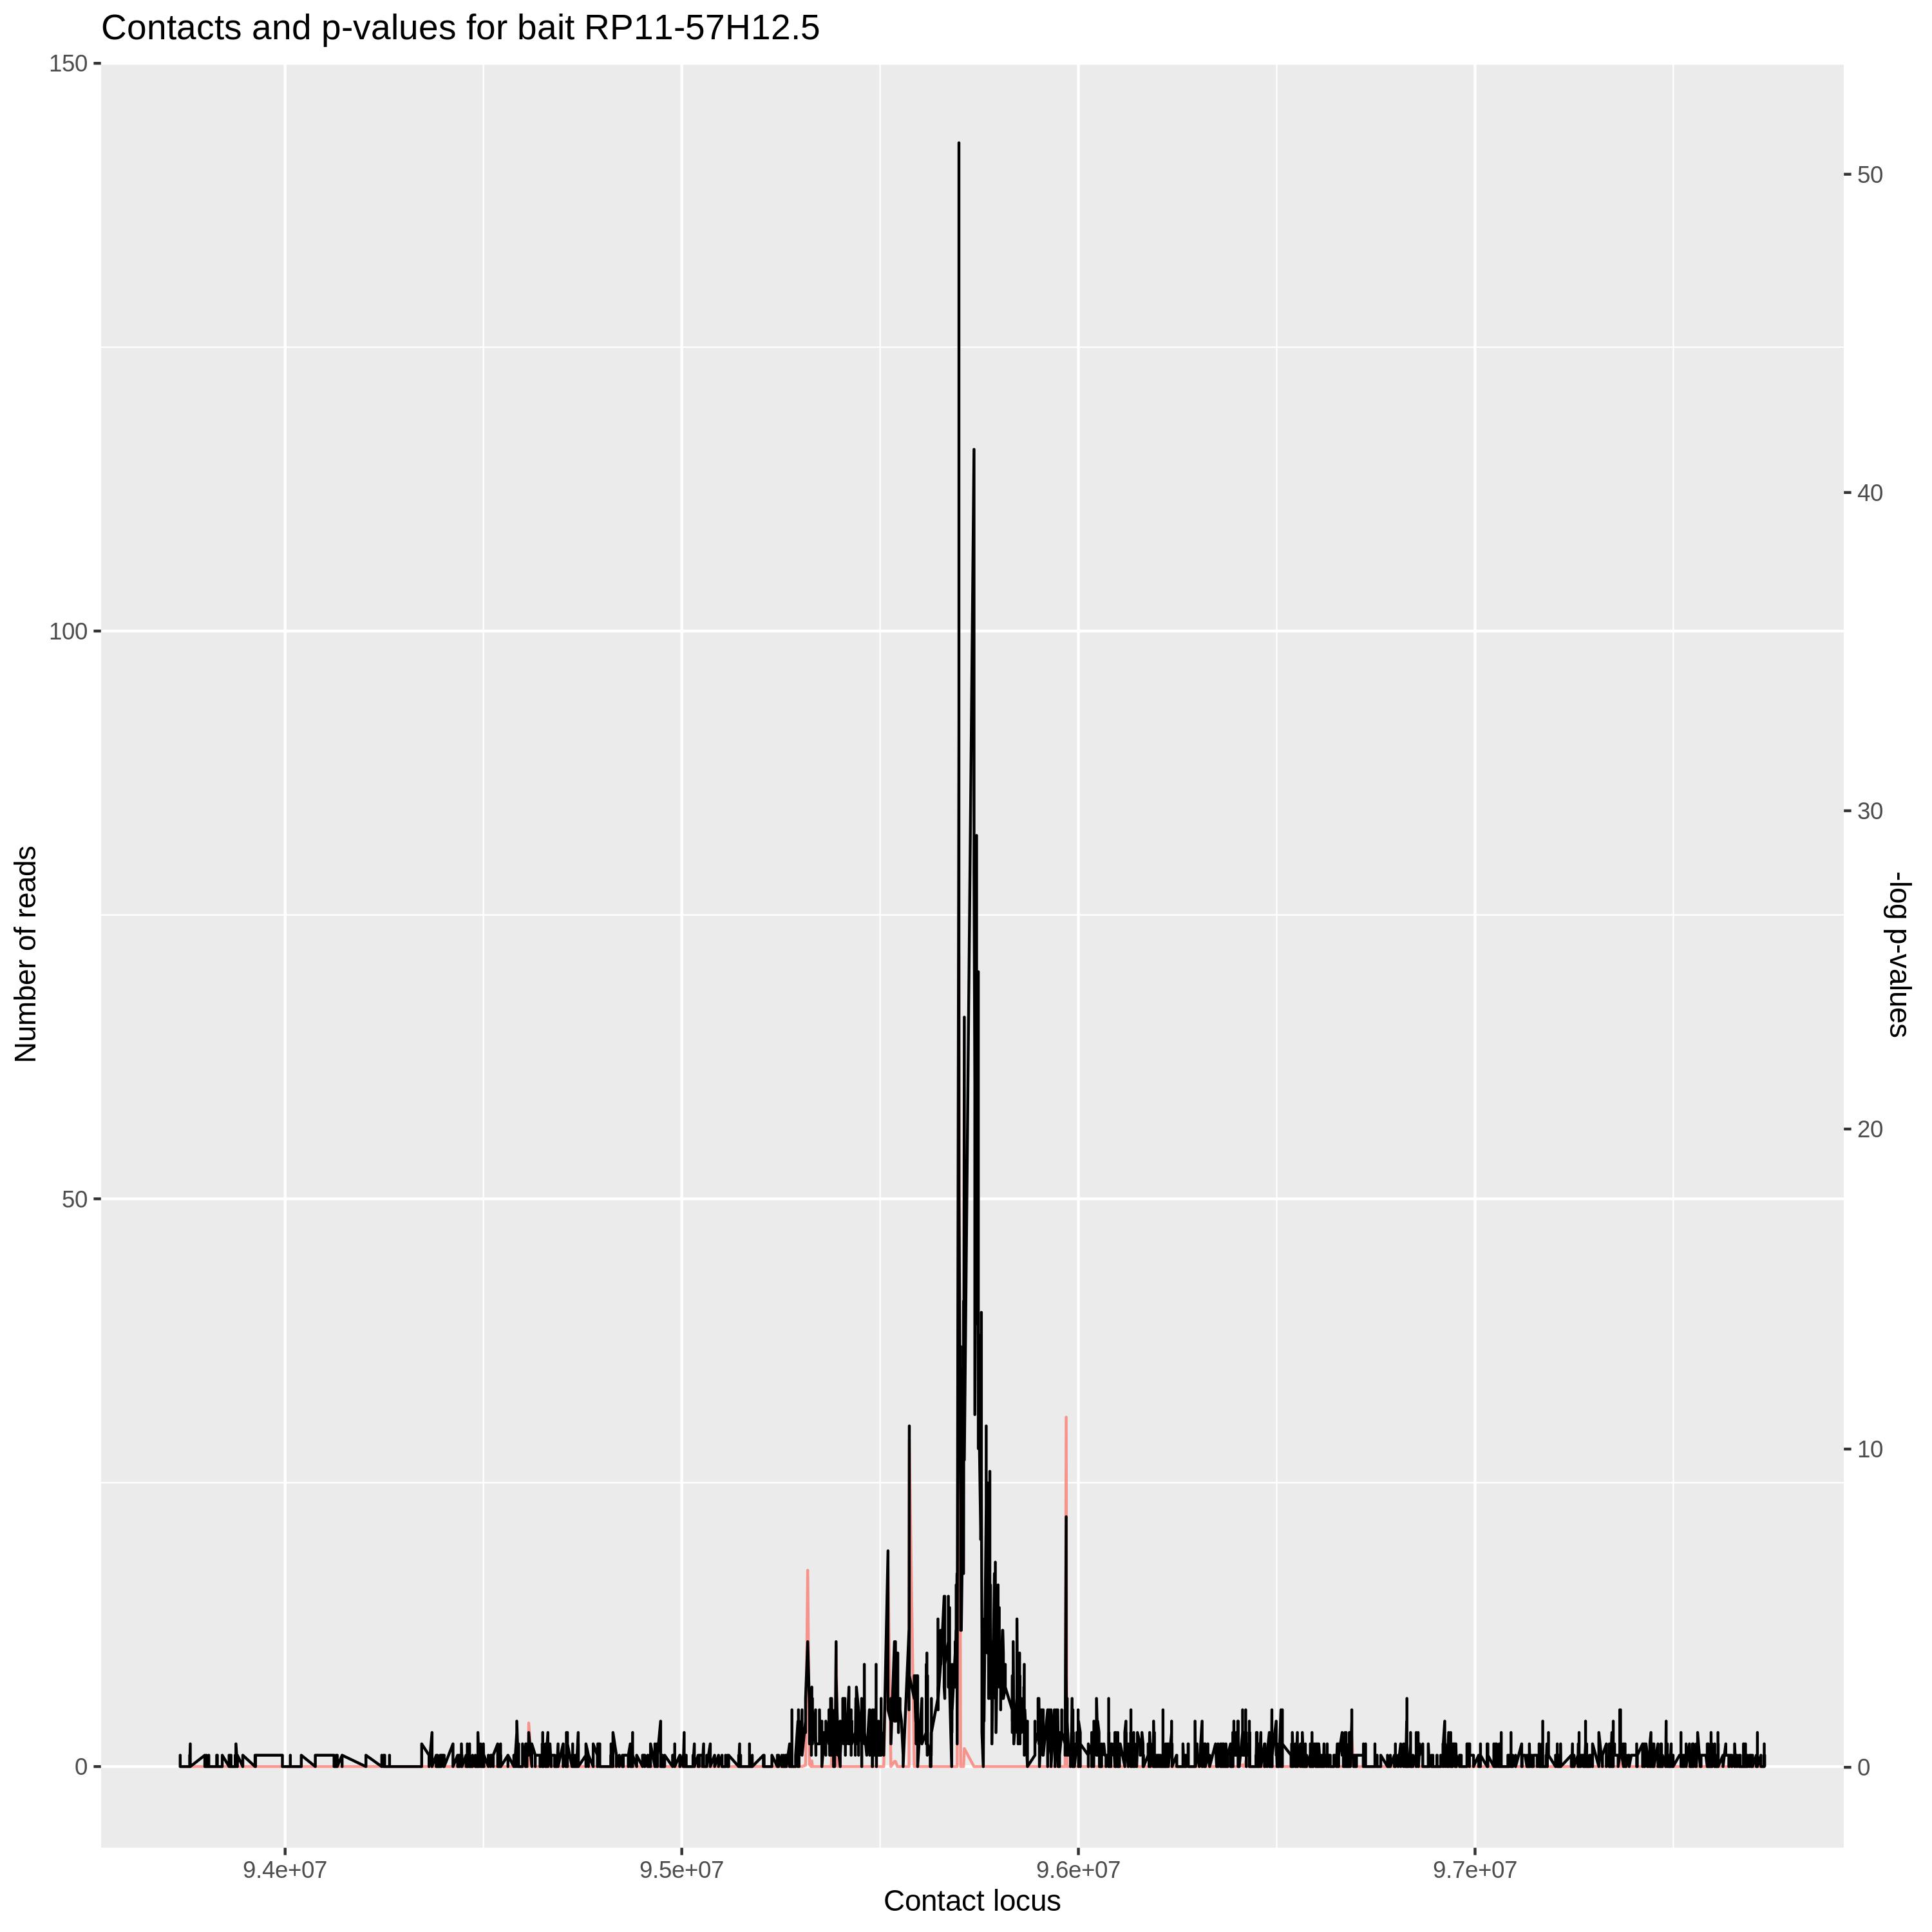 Contacts and p-values for bait RP11-57H12.5
150
100
50
0
Number of reads
50
40
30
20
10
0
-log p-values
9.4e+07
9.5e+07
9.6e+07
9.7e+07
Contact locus